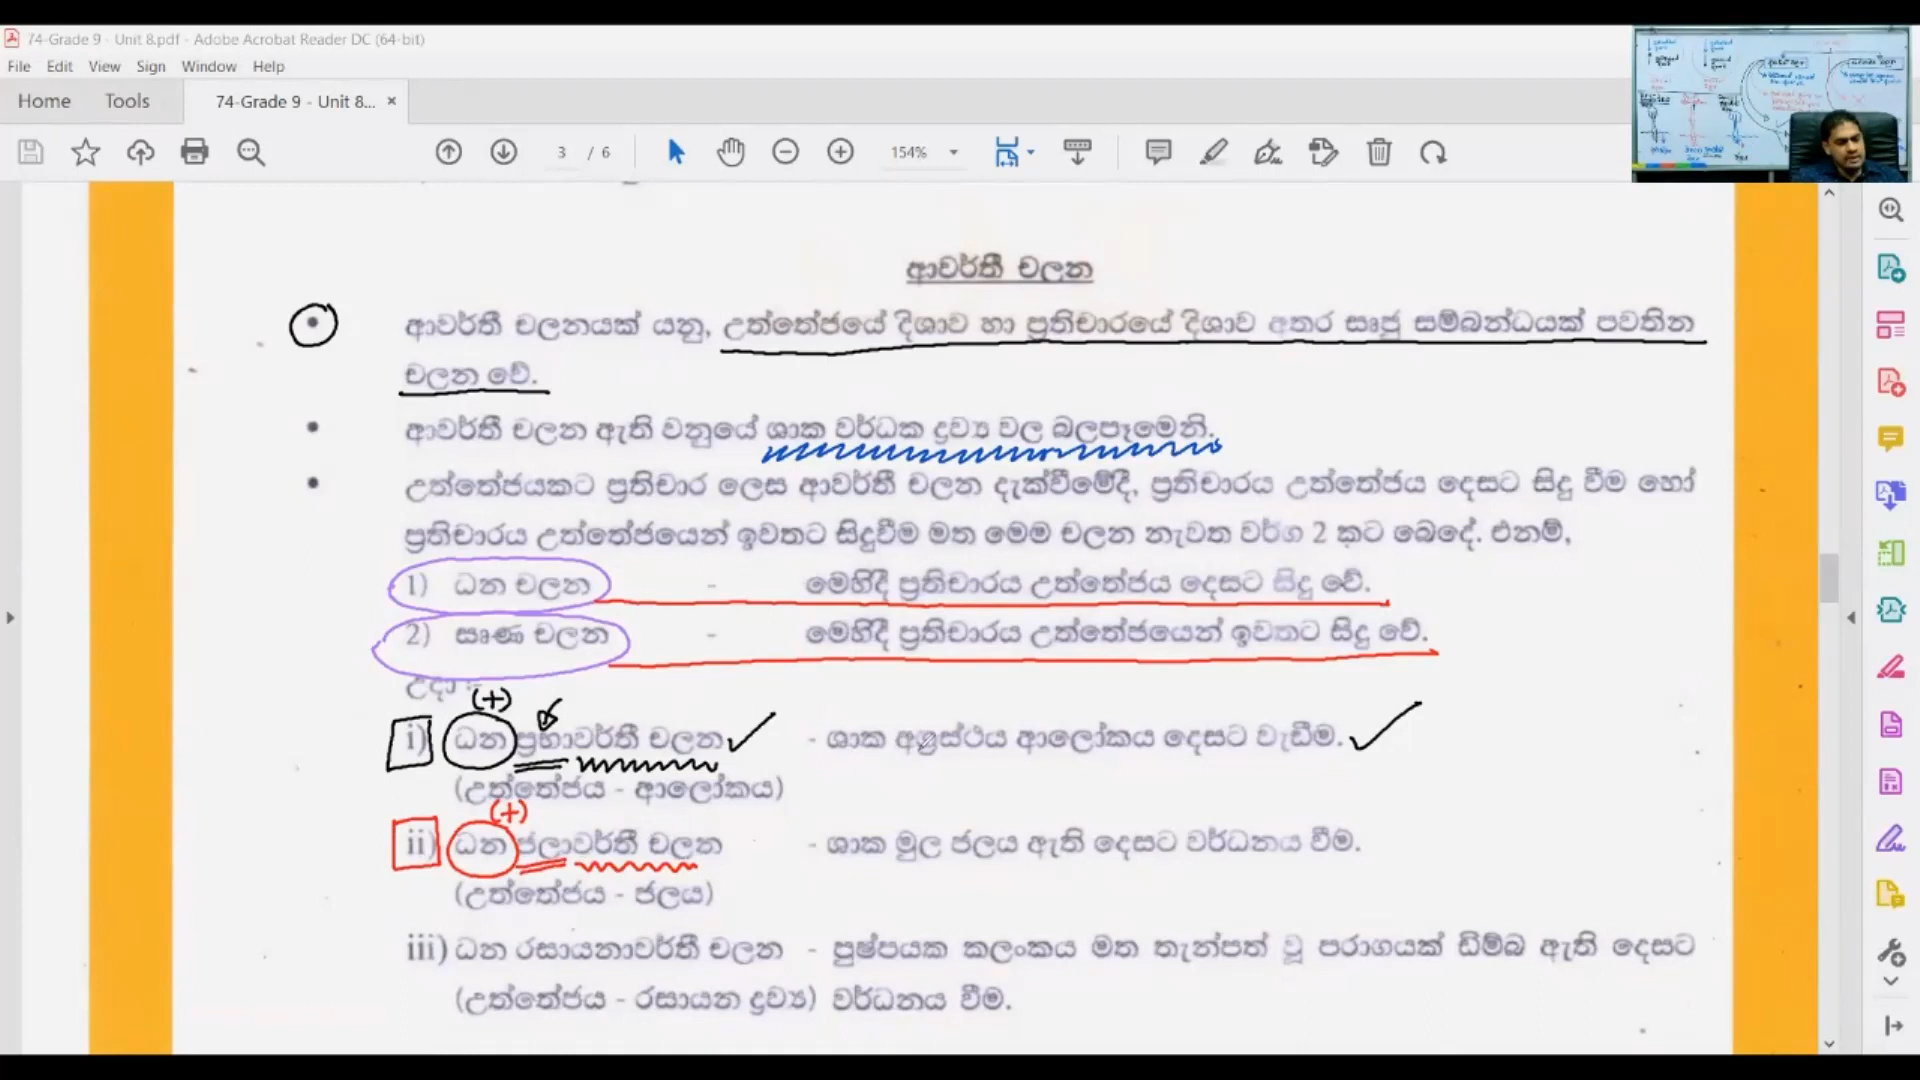 74-Grade 9 - Unit 8.pdf - Adobe Acrobat Reader DC (64-bit)
File Edit View Sign Window Help
Home Tools 74-Grade 9 - Unit 8... ×
3 / 6 154%
ආවර්තී චලන
• ආවර්තී චලනයක් යනු, උත්තේජයේ දිශාව හා ප්‍රතිචාරයේ දිශාව අතර සෘජු සම්බන්ධයක් පවතින
චලන වේ.
• ආවර්තී චලන ඇති වනුයේ ශාක වර්ධක ද්‍රව්‍ය වල බලපෑමෙනි.
• උත්තේජයකට ප්‍රතිචාර ලෙස ආවර්තී චලන දැක්වීමේදී, ප්‍රතිචාරය උත්තේජය දෙසට සිදු වීම හෝ
ප්‍රතිචාරය උත්තේජයෙන් ඉවතට සිදුවීම මත මෙම චලන නැවත වර්ග 2 කට බෙදේ. එනම්,
1) ධන චලන - මෙහිදී ප්‍රතිචාරය උත්තේජය දෙසට සිදු වේ.
2) සෘණ චලන - මෙහිදී ප්‍රතිචාරය උත්තේජයෙන් ඉවතට සිදු වේ.
උදා :-
(+)
i) ධන ප්‍රභාවර්තී චලන - ශාක අග්‍රස්ථය ආලෝකය දෙසට වැඩීම.
(උත්තේජය - ආලෝකය)
(+)
ii) ධන ජලාවර්තී චලන - ශාක මුල ජලය ඇති දෙසට වර්ධනය වීම.
(උත්තේජය - ජලය)
iii) ධන රසායනාවර්තී චලන - පුෂ්පයක කලංකය මත තැන්පත් වූ පරාගයක් ඩිම්බ ඇති දෙසට
(උත්තේජය - රසායන ද්‍රව්‍ය) වර්ධනය වීම.